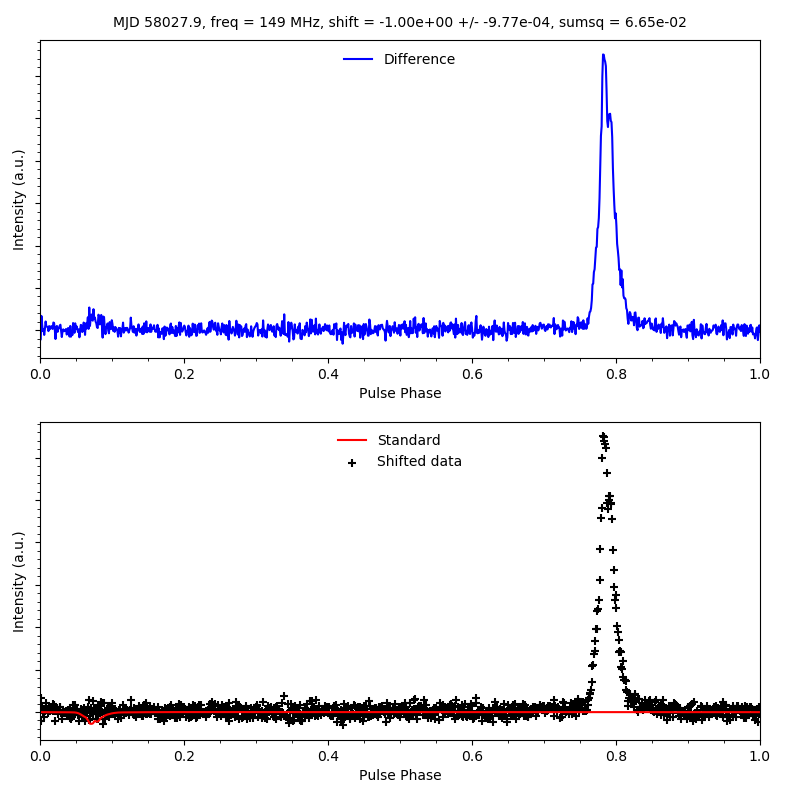 MJD 58027.9, freq = 149 MHz, shift = -1.00e+00 +/- -9.77e-04, sumsq = 6.65e-02
Difference
Intensity (a.u.)
0.0 0.2 0.4 0.6 0.8 1.0
Pulse Phase
Standard
Shifted data
Intensity (a.u.)
0.0 0.2 0.4 0.6 0.8 1.0
Pulse Phase